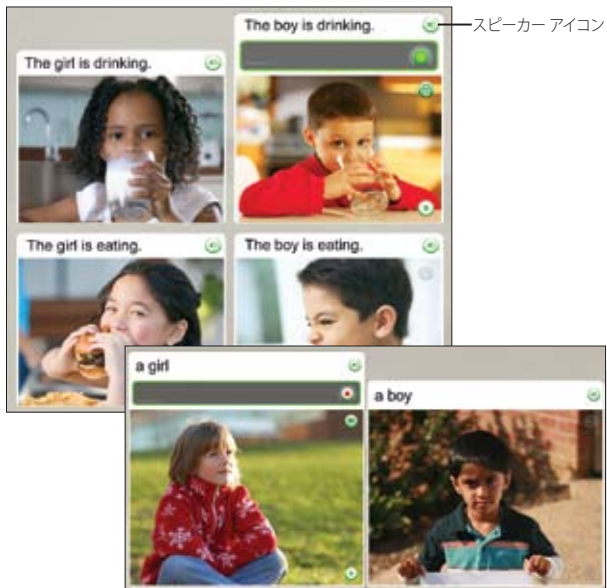 The boy is drinking.
スピーカー アイコン
The girl is drinking.
The girl is eating.
The boy is eating.
a girl
a boy